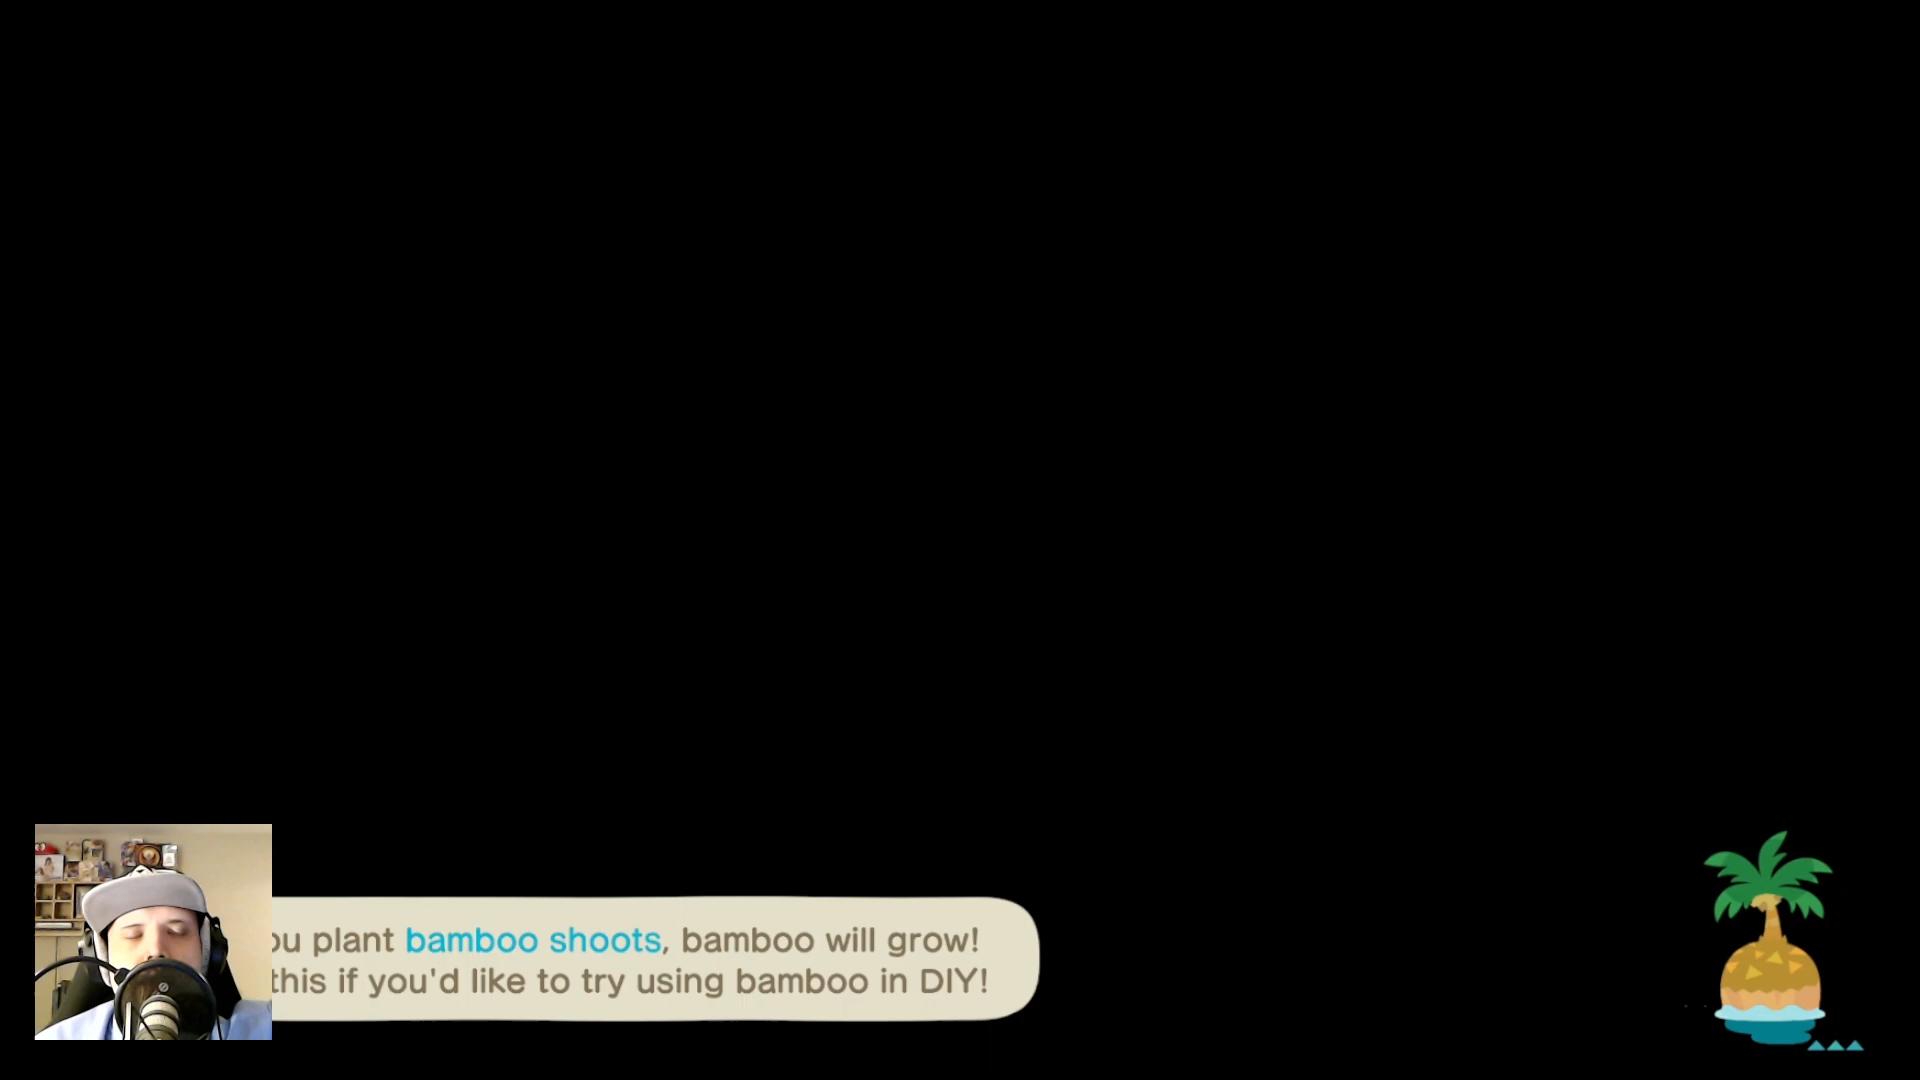 plant bamboo shoots, bamboo will grow!
this if you'd like to try using bamboo in DIY!